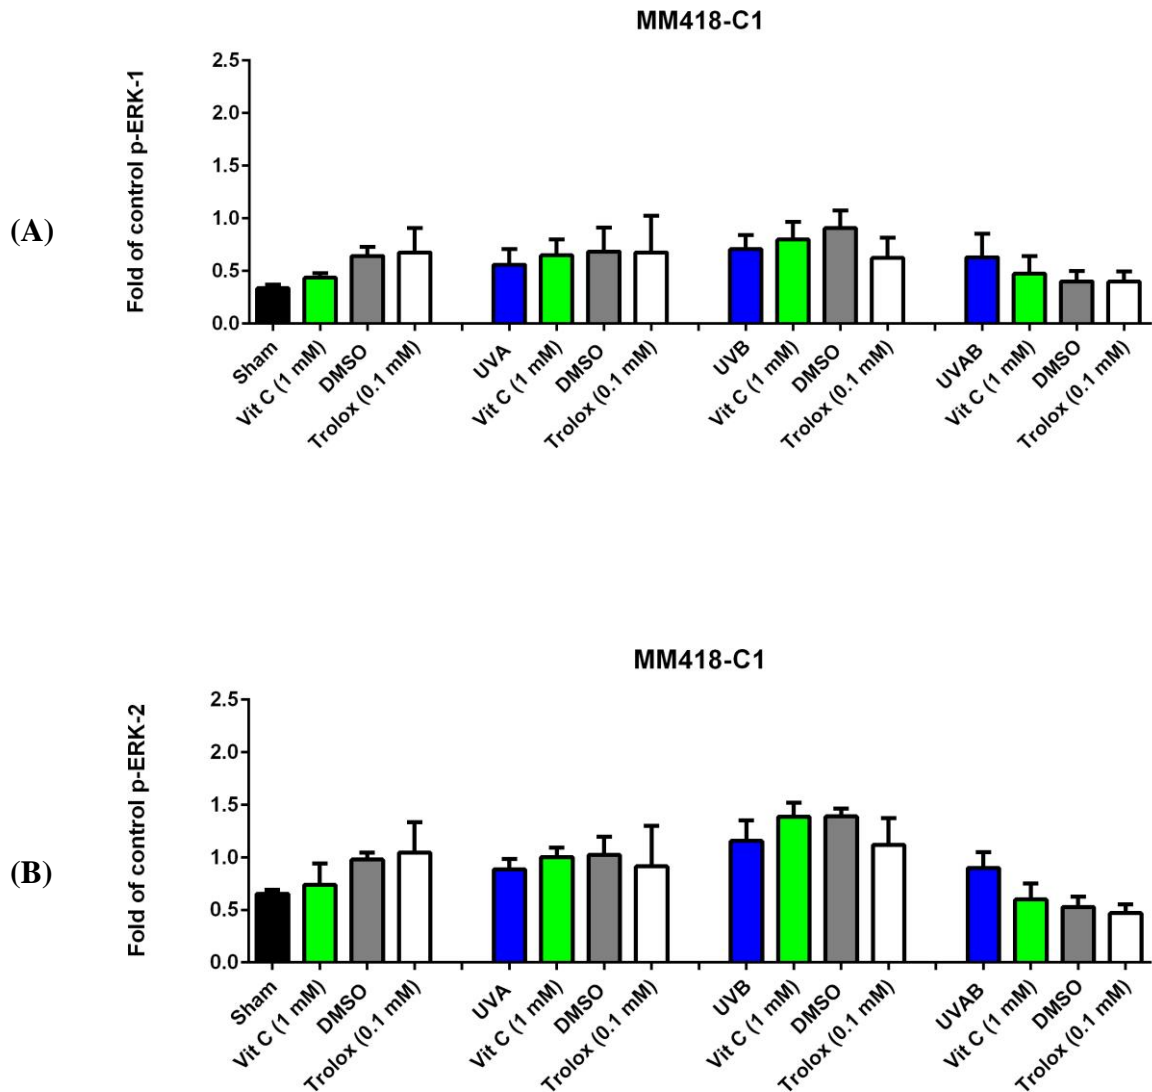 MM418-C1
Fold of control p-ERK-1
2.5
2.0
1.5
1.0
0.5
0.0
(A)
Sham
Vit C (1 mM)
DMSO
Trolox (0.1 mM)
UVA
Vit C (1 mM)
DMSO
Trolox (0.1 mM)
UVB
Vit C (1 mM)
DMSO
Trolox (0.1 mM)
UVAB
Vit C (1 mM)
DMSO
Trolox (0.1 mM)
MM418-C1
Fold of control p-ERK-2
2.5
2.0
1.5
1.0
0.5
0.0
(B)
Sham
Vit C (1 mM)
DMSO
Trolox (0.1 mM)
UVA
Vit C (1 mM)
DMSO
Trolox (0.1 mM)
UVB
Vit C (1 mM)
DMSO
Trolox (0.1 mM)
UVAB
Vit C (1 mM)
DMSO
Trolox (0.1 mM)